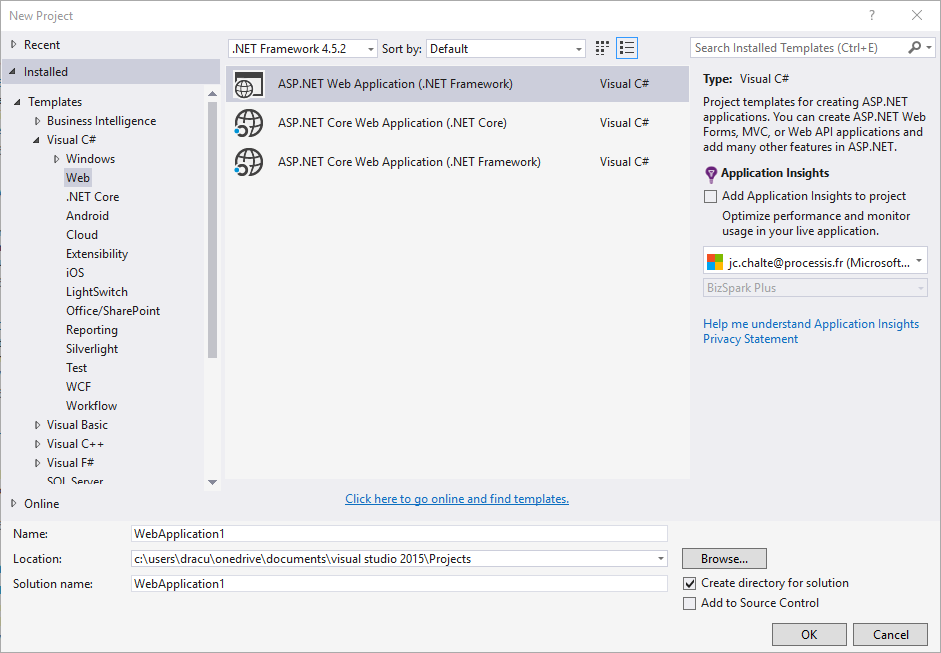 New Project
Recent
.NET Framework 4.5.2 Sort by: Default
Search Installed Templates (Ctrl+E)
Installed
Templates
Business Intelligence
Visual C#
Windows
Web
.NET Core
Android
Cloud
Extensibility
iOS
LightSwitch
Office/SharePoint
Reporting
Silverlight
Test
WCF
Workflow
Visual Basic
Visual C++
Visual F#
SQL Server
Online
ASP.NET Web Application (.NET Framework) Visual C#
ASP.NET Core Web Application (.NET Core) Visual C#
ASP.NET Core Web Application (.NET Framework) Visual C#
Click here to go online and find templates.
Type: Visual C#
Project templates for creating ASP.NET
applications. You can create ASP.NET Web
Forms, MVC, or Web API applications and
add many other features in ASP.NET.
Application Insights
Add Application Insights to project
Optimize performance and monitor
usage in your live application.
jc.chalte@processis.fr (Microsoft...
BizSpark Plus
Help me understand Application Insights
Privacy Statement
Name: WebApplication1
Location: c:\users\dracu\onedrive\documents\visual studio 2015\Projects
Browse...
Solution name: WebApplication1
Create directory for solution
Add to Source Control
OK Cancel